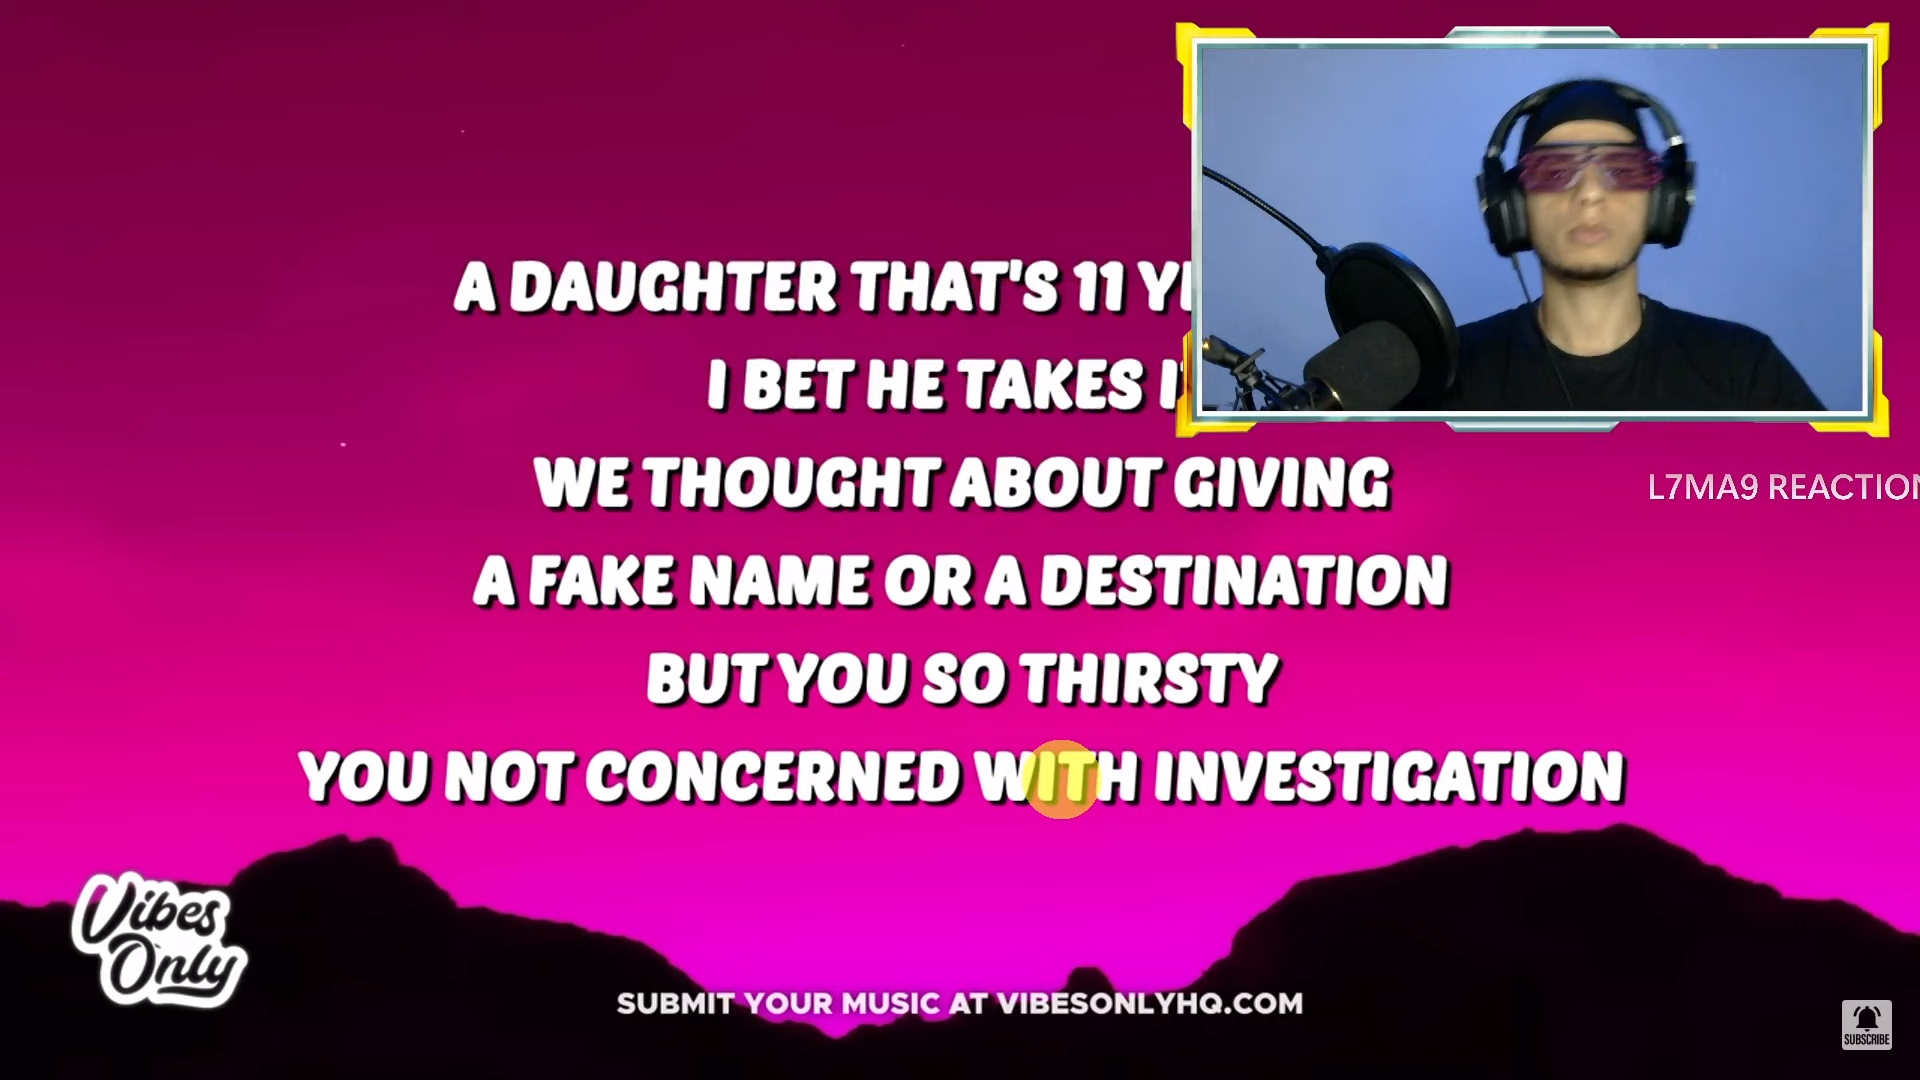 A DAUGHTER THAT'S 11
I BET HE TAKES
WE THOUGHT ABOUT GIVING
A FAKE NAME OR A DESTINATION
BUT YOU SO THIRSTY
YOU NOT CONCERNED WITH INVESTIGATION
L7MA9 REACTION
Vibes
Only
SUBMIT YOUR MUSIC AT VIBESONLYHQ.COM
SUBSCRIBE